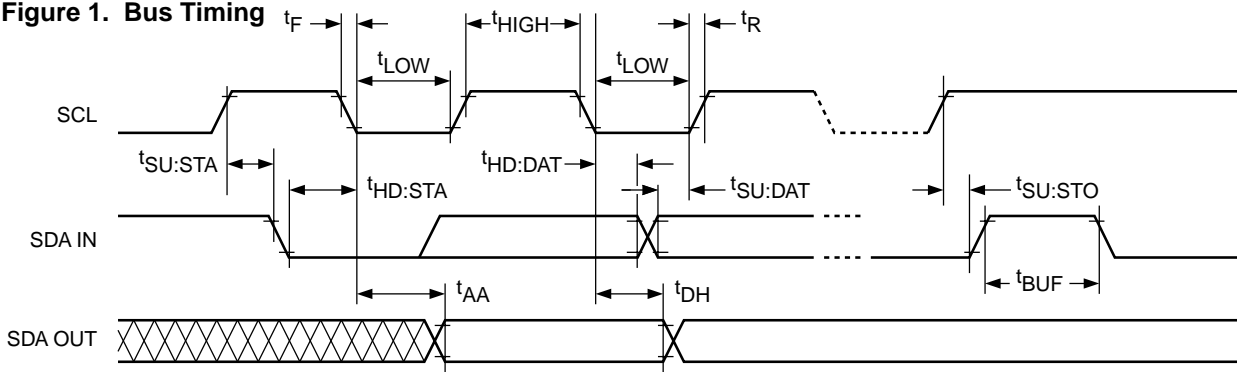 Figure 1. Bus Timing
tF
tHIGH
tR
tLOW
tLOW
SCL
tSU:STA
tHD:STA
tHD:DAT
tSU:DAT
tSU:STO
SDA IN
tBUF
tAA
tDH
SDA OUT